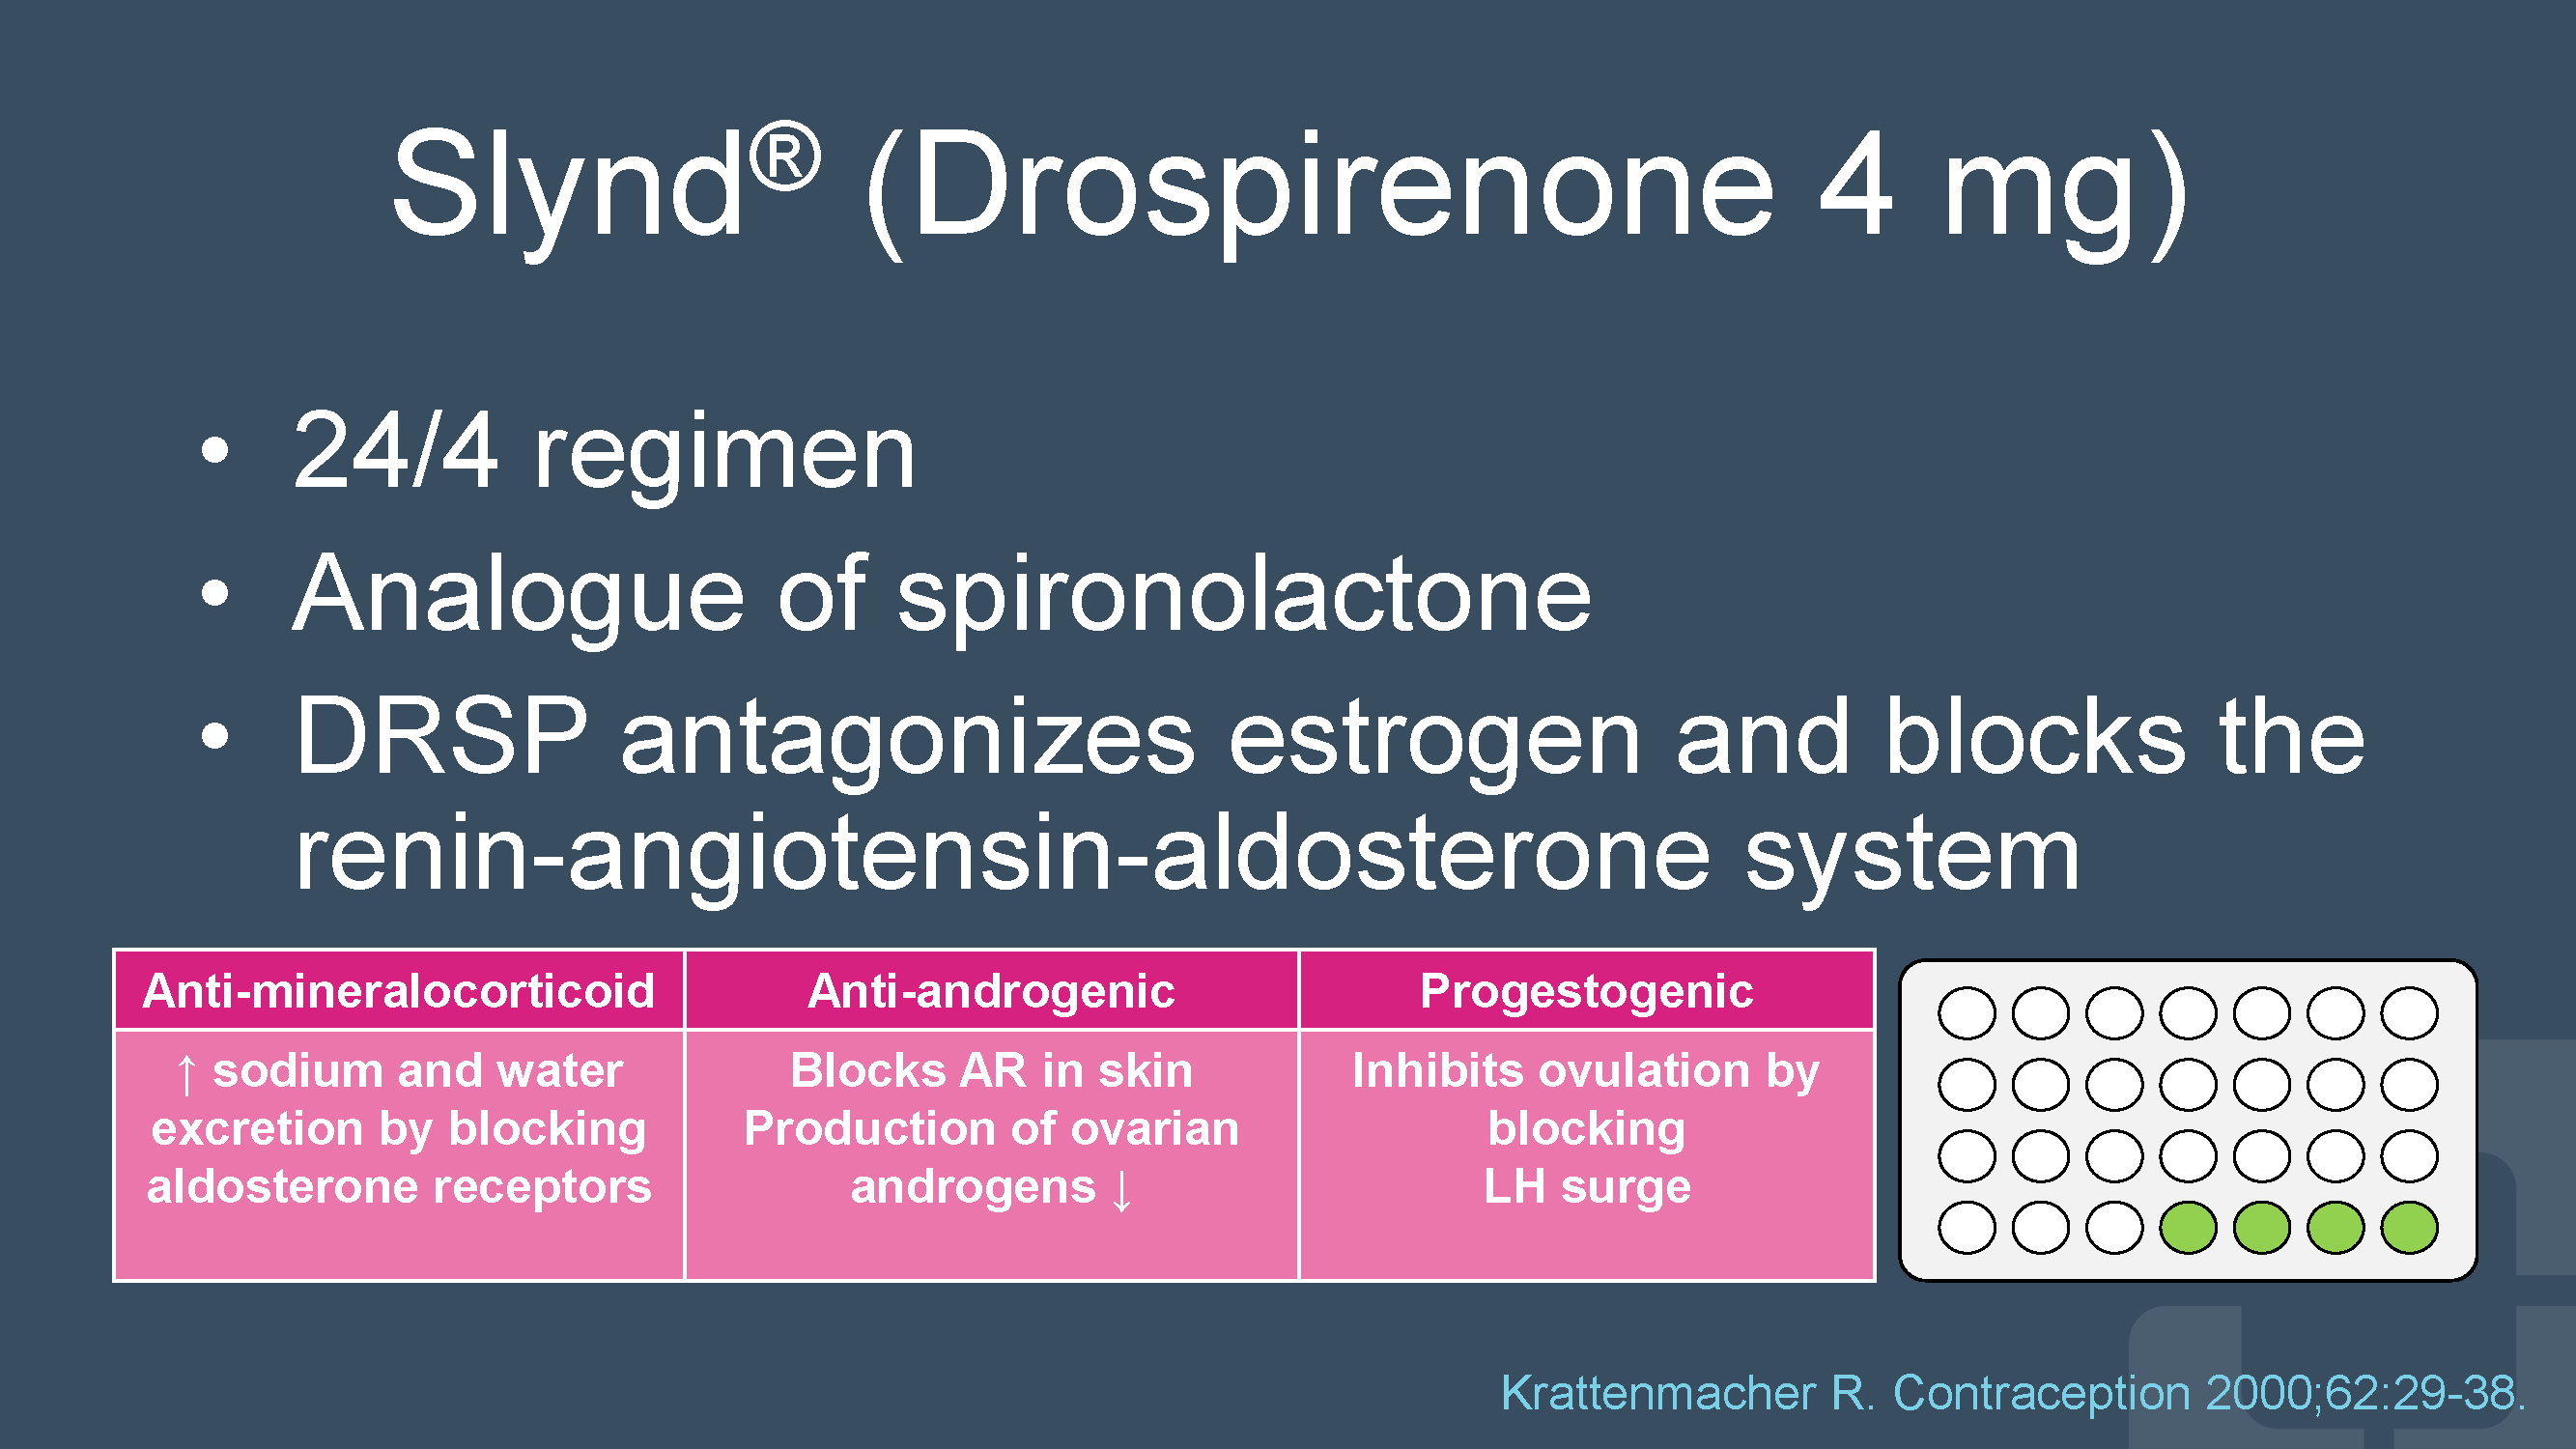 Slynd® (Drospirenone 4 mg)
• 24/4 regimen
• Analogue of spironolactone
• DRSP antagonizes estrogen and blocks the
renin-angiotensin-aldosterone system
Anti-mineralocorticoid
↑ sodium and water
excretion by blocking
aldosterone receptors
Anti-androgenic
Blocks AR in skin
Production of ovarian
androgens ↓
Progestogenic
Inhibits ovulation by
blocking
LH surge
Krattenmacher R. Contraception 2000;62:29-38.